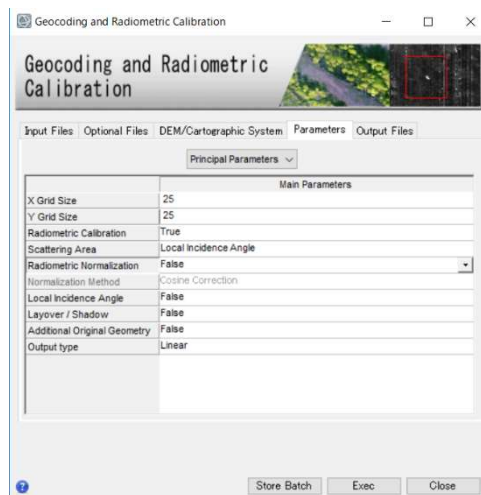 Geocoding and Radiometric Calibration
Geocoding and Radiometric
Calibration
Input Files Optional Files DEM/Cartographic System Parameters Output Files
Principal Parameters
Main Parameters
X Grid Size 25
Y Grid Size 25
Radiometric Calibration True
Scattering Area Local Incidence Angle
Radiometric Normalization False
Normalization Method Cosine Correction
Local Incidence Angle False
Layover / Shadow False
Additional Original Geometry False
Output type Linear
? Store Batch Exec Close